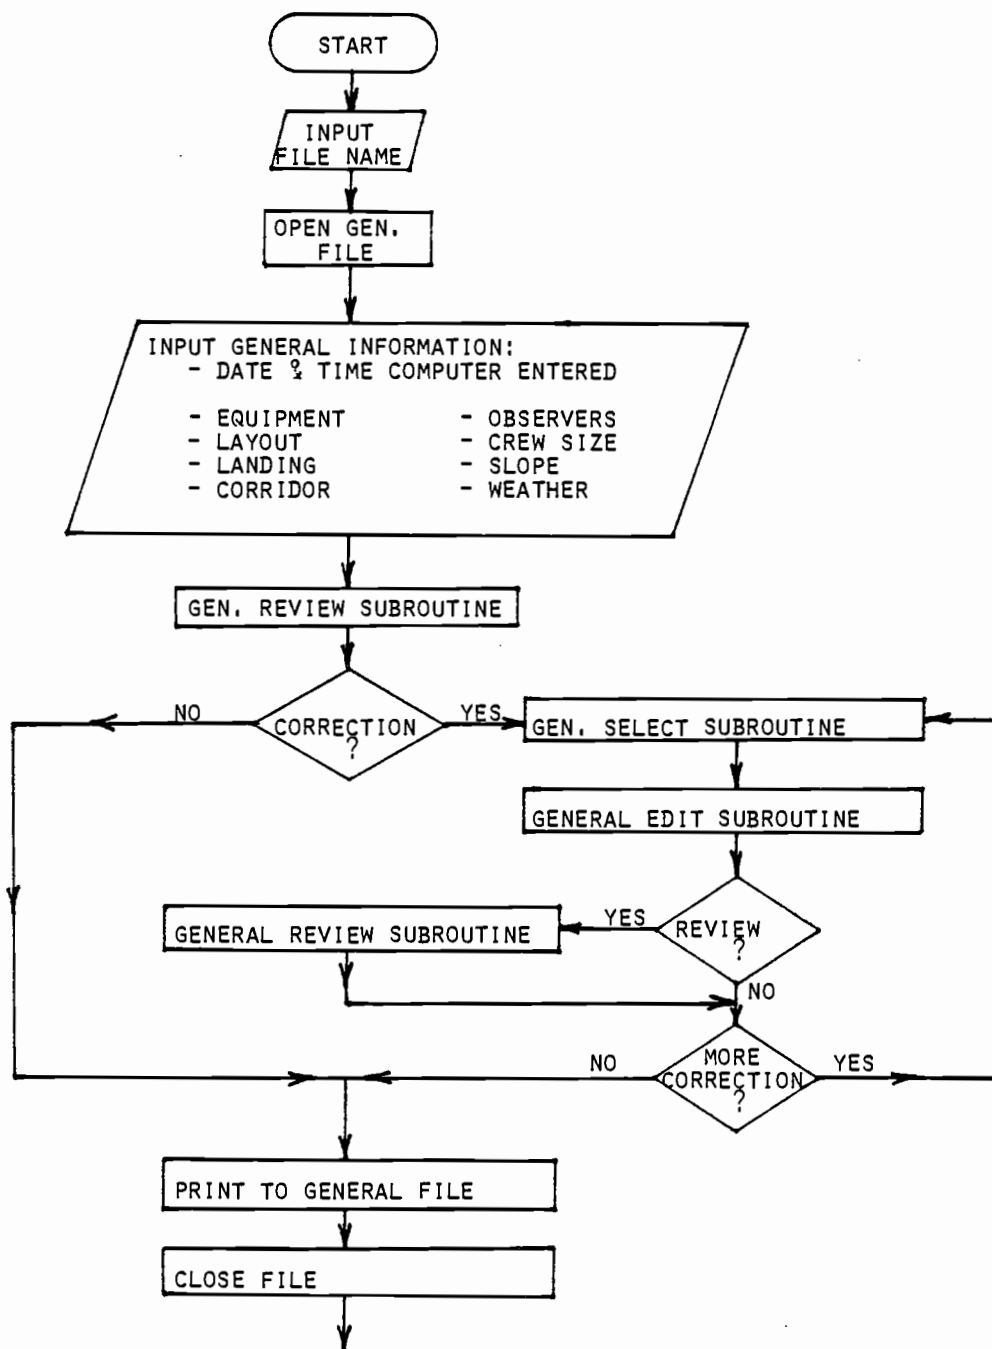 START
INPUT
FILE NAME
OPEN GEN.
FILE
INPUT GENERAL INFORMATION:
- DATE & TIME COMPUTER ENTERED
- EQUIPMENT - OBSERVERS
- LAYOUT - CREW SIZE
- LANDING - SLOPE
- CORRIDOR - WEATHER
GEN. REVIEW SUBROUTINE
NO
CORRECTION
?
YES
GEN. SELECT SUBROUTINE
GENERAL EDIT SUBROUTINE
GENERAL REVIEW SUBROUTINE
YES
REVIEW
?
NO
NO
MORE
CORRECTION
?
YES
PRINT TO GENERAL FILE
CLOSE FILE